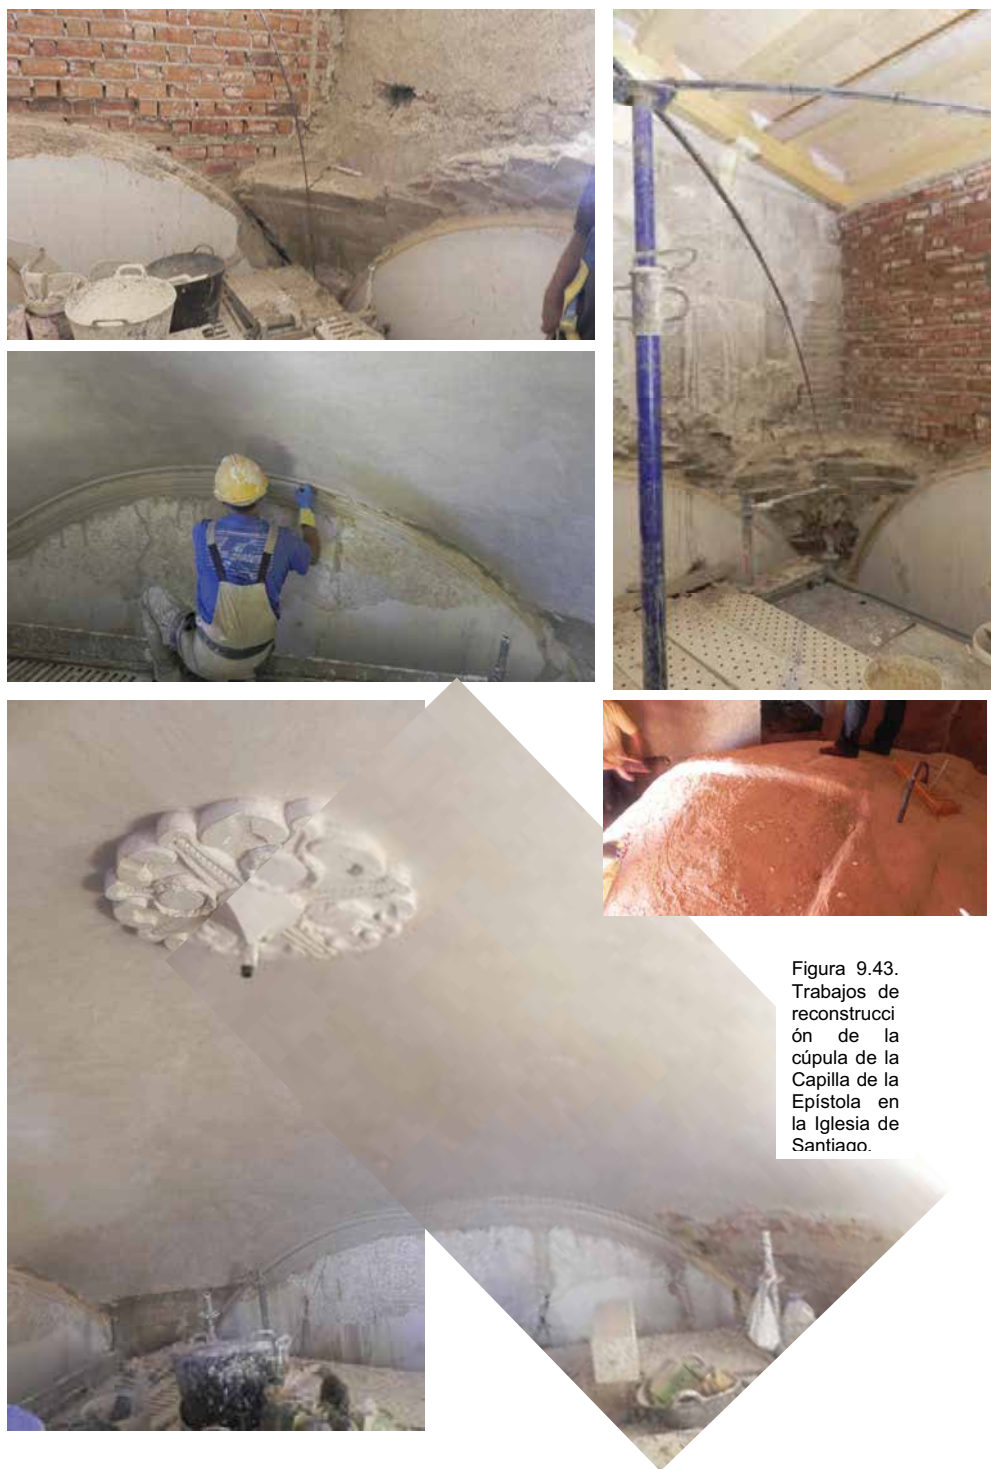 Figura 9.43.
Trabajos de
reconstrucci
ón de la
cúpula de la
Capilla de la
Epístola en
la Iglesia de
Santiago.